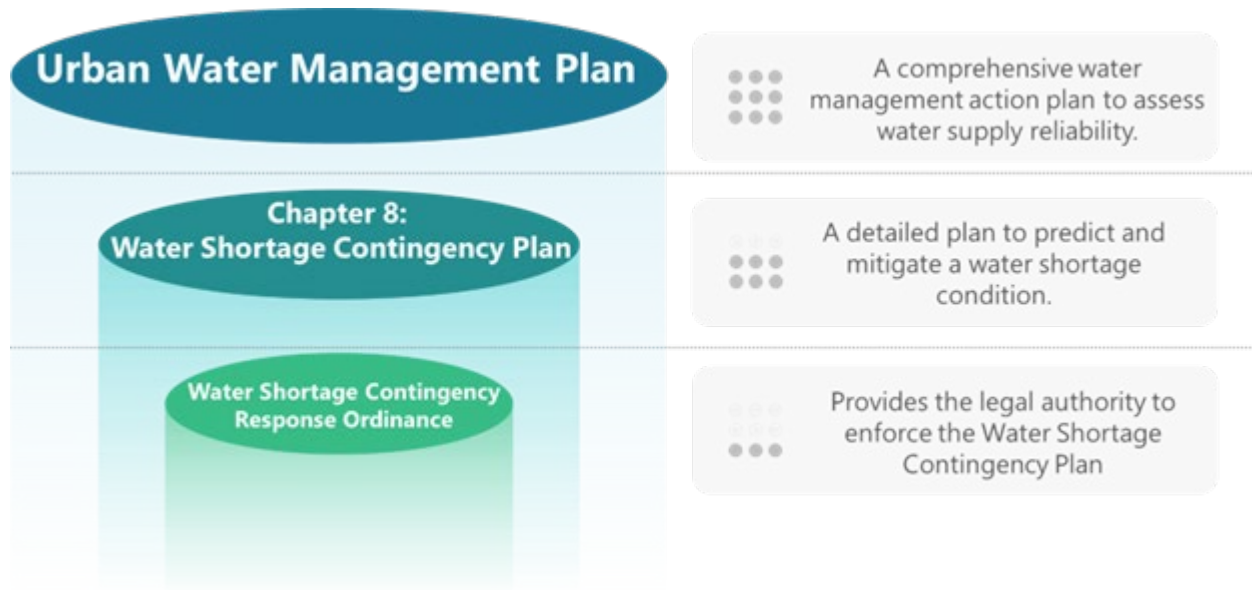 Urban Water Management Plan
A comprehensive water
management action plan to assess
water supply reliability.
Chapter 8:
Water Shortage Contingency Plan
A detailed plan to predict and
mitigate a water shortage
condition.
Water Shortage Contingency
Response Ordinance
Provides the legal authority to
enforce the Water Shortage
Contingency Plan